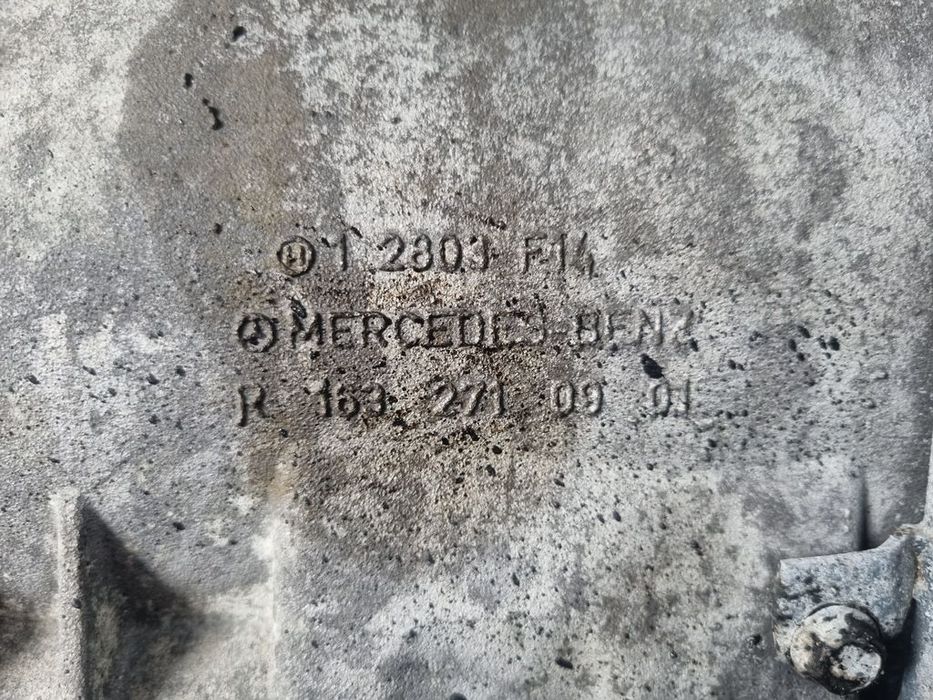 H 1 2803 F14
MERCEDES-BENZ
R 163 271 09 01